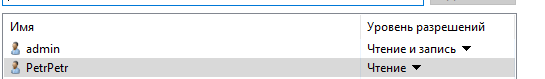 Имя Уровень разрешений
admin Чтение и запись
PetrPetr Чтение